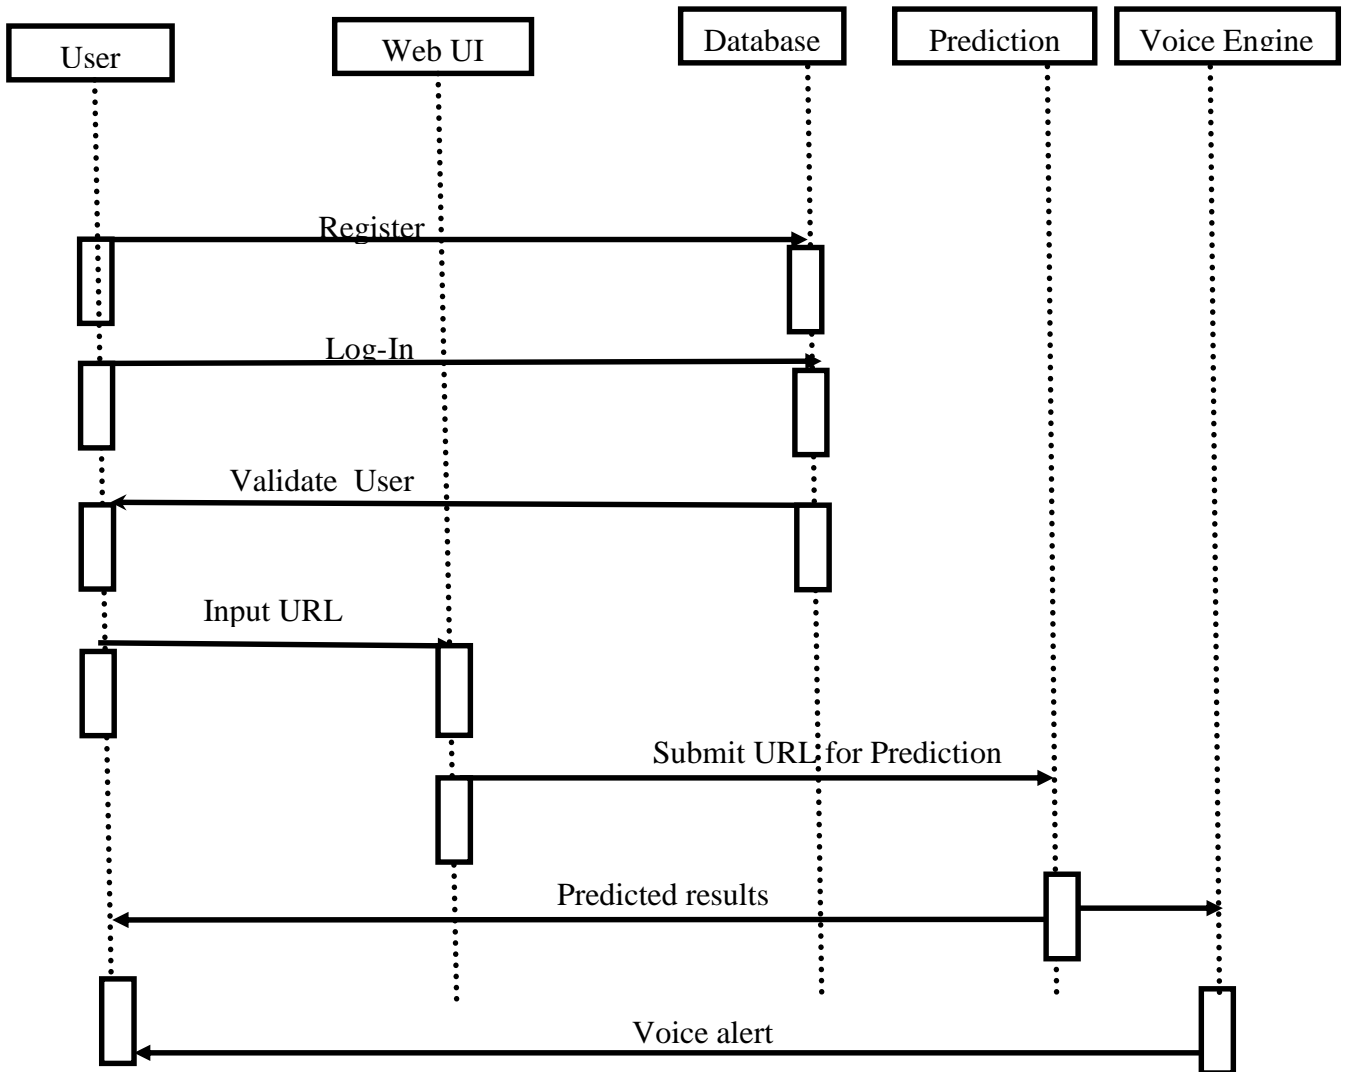 User
Web UI
Database
Prediction
Voice Engine
Register
Log-In
Validate  User
Input URL
Submit URL for Prediction
Predicted results
Voice alert